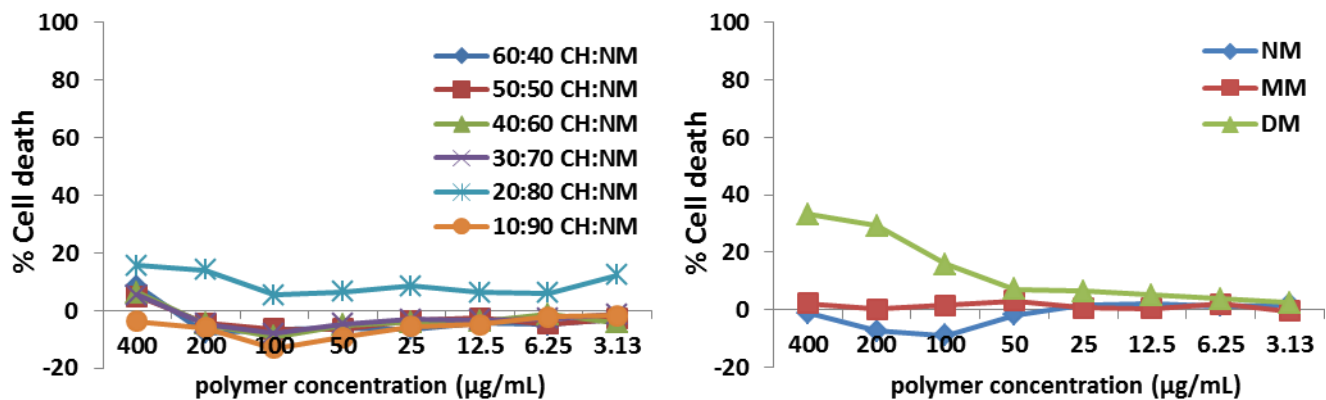 100
80
60
40
20
0
-20
% Cell death
60:40 CH:NM
50:50 CH:NM
40:60 CH:NM
30:70 CH:NM
20:80 CH:NM
10:90 CH:NM
400 200 100 50 25 12.5 6.25 3.13
polymer concentration (µg/mL)
100
80
60
40
20
0
-20
% Cell death
NM
MM
DM
400 200 100 50 25 12.5 6.25 3.13
polymer concentration (µg/mL)